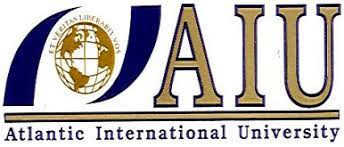 ET VERITAS LIBERABIT VOS
AIU
Atlantic International University